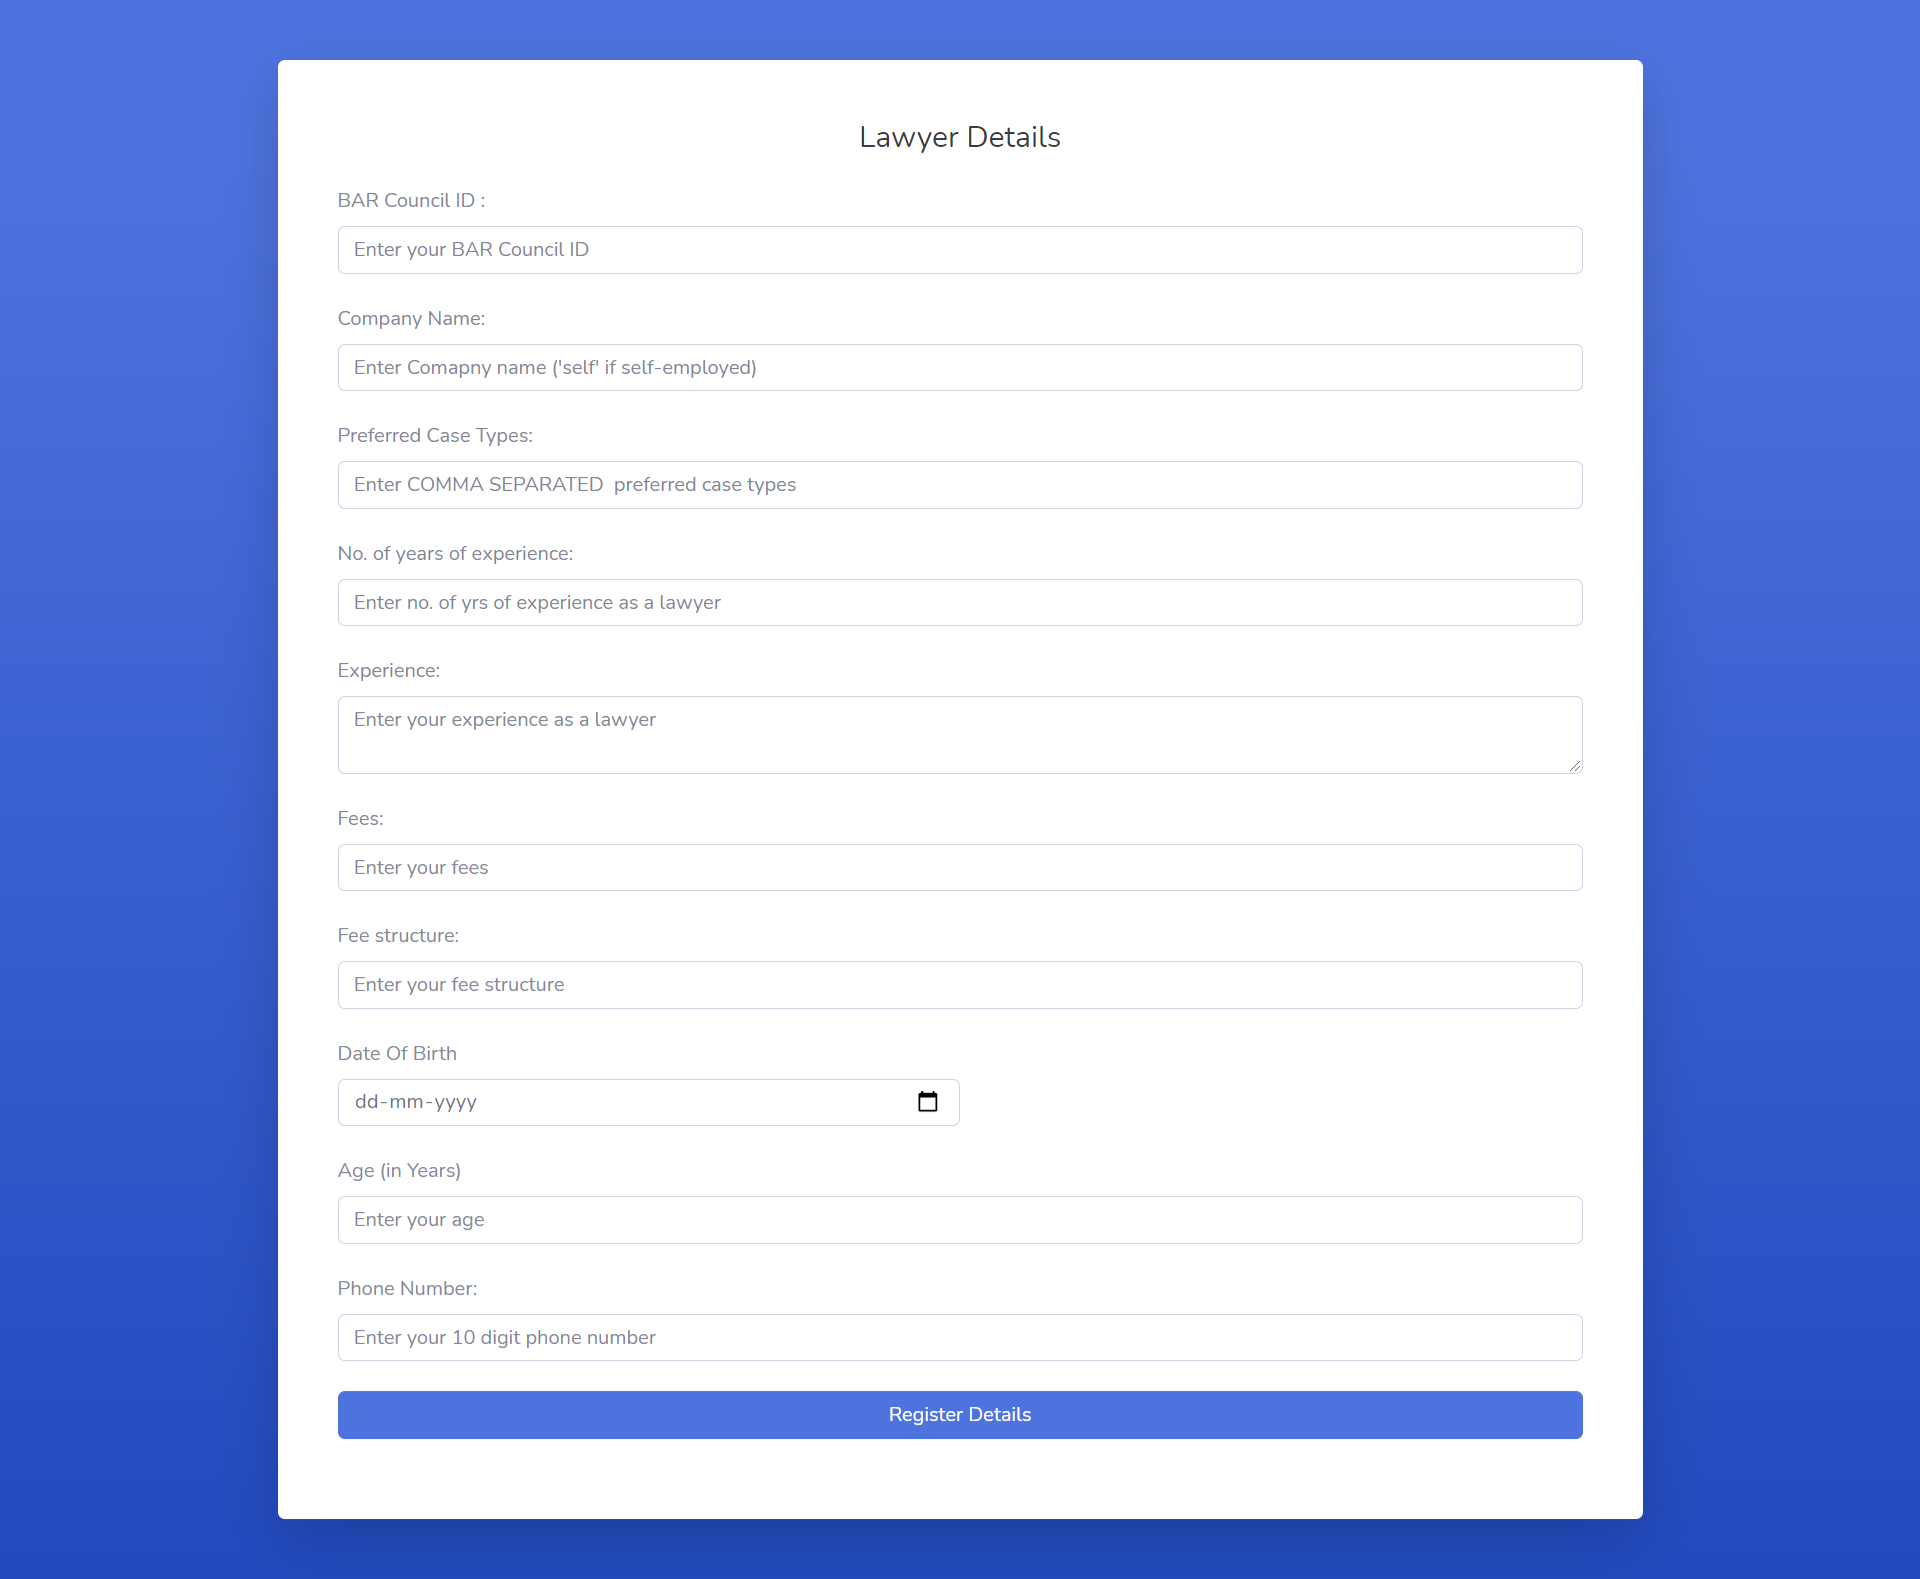 Lawyer Details
BAR Council ID :
Enter your BAR Council ID
Company Name:
Enter Comapny name ('self' if self-employed)
Preferred Case Types:
Enter COMMA SEPARATED  preferred case types
No. of years of experience:
Enter no. of yrs of experience as a lawyer
Experience:
Enter your experience as a lawyer
Fees:
Enter your fees
Fee structure:
Enter your fee structure
Date Of Birth
dd-mm-yyyy
Age (in Years)
Enter your age
Phone Number:
Enter your 10 digit phone number
Register Details